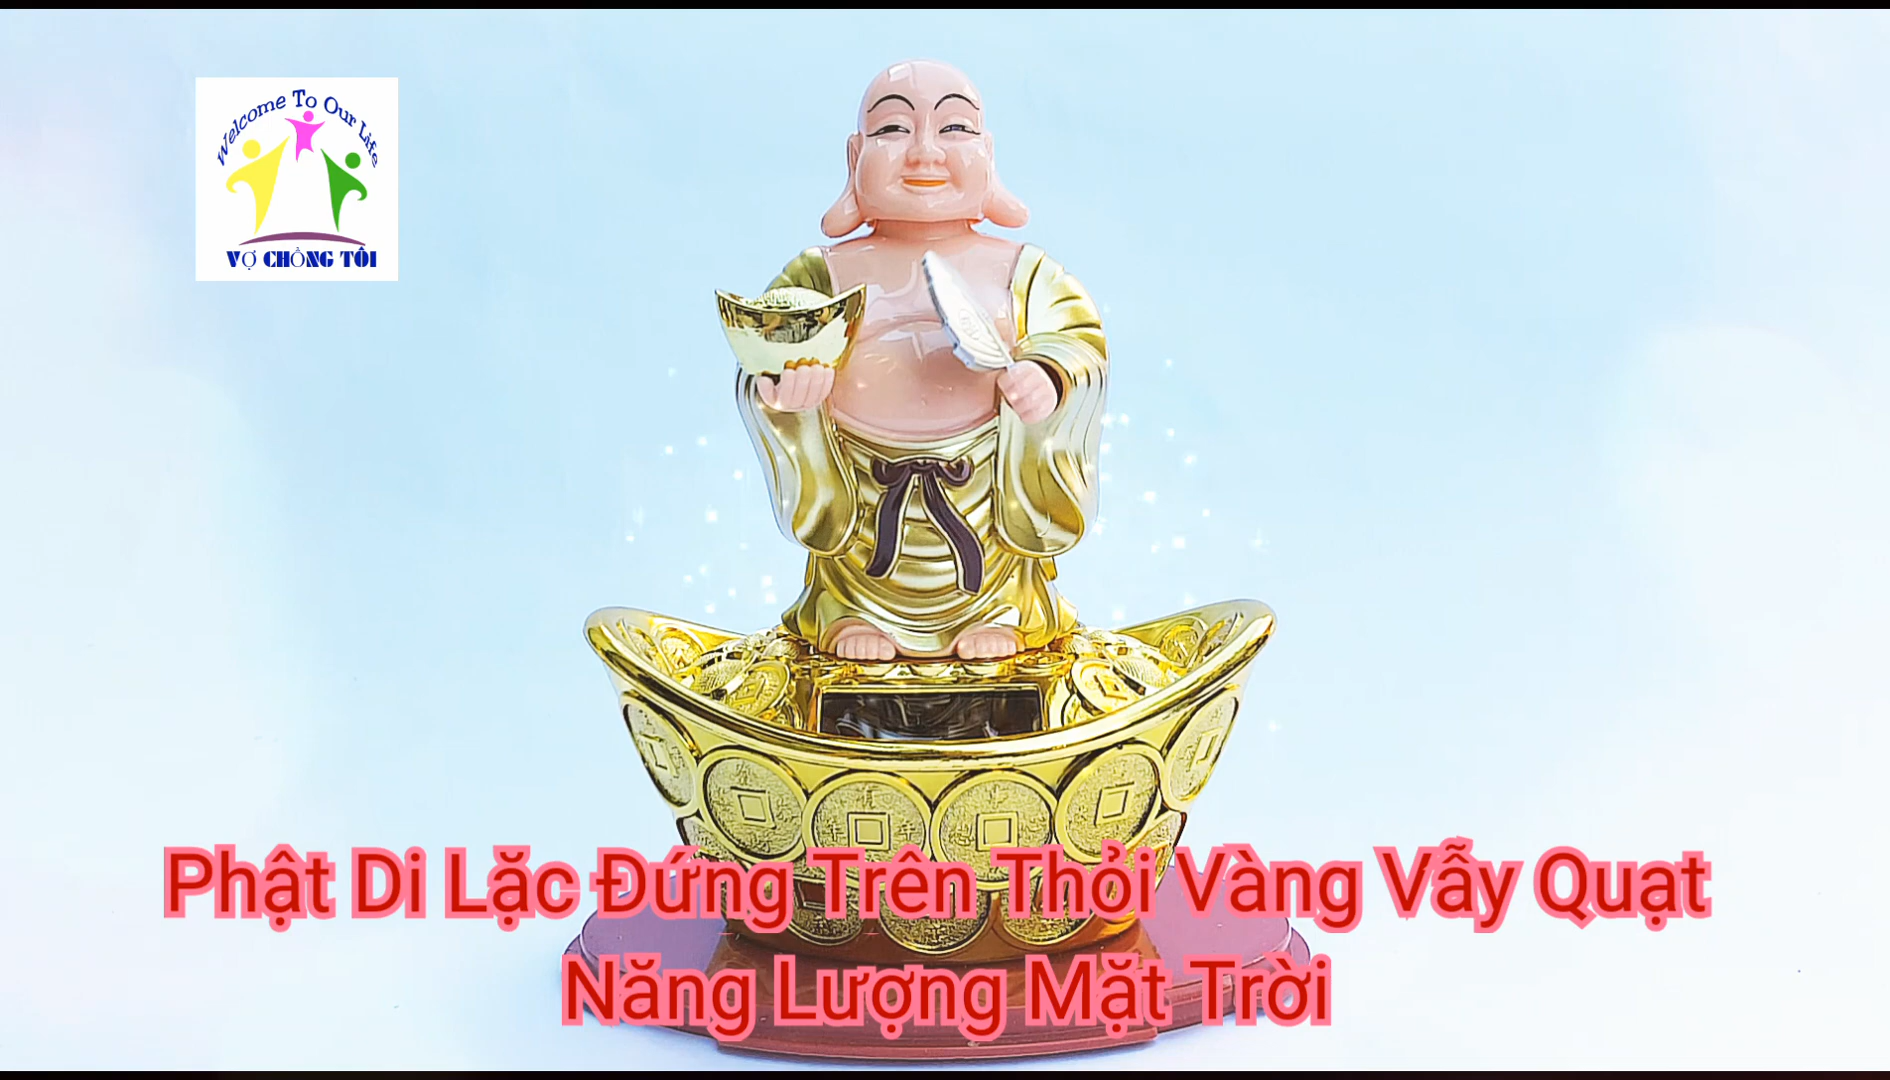 Welcome To Our Life
VỢ CHỒNG TÔI
Phật Di Lặc Đứng Trên Thỏi Vàng Vẫy Quạt
Năng Lượng Mặt Trời